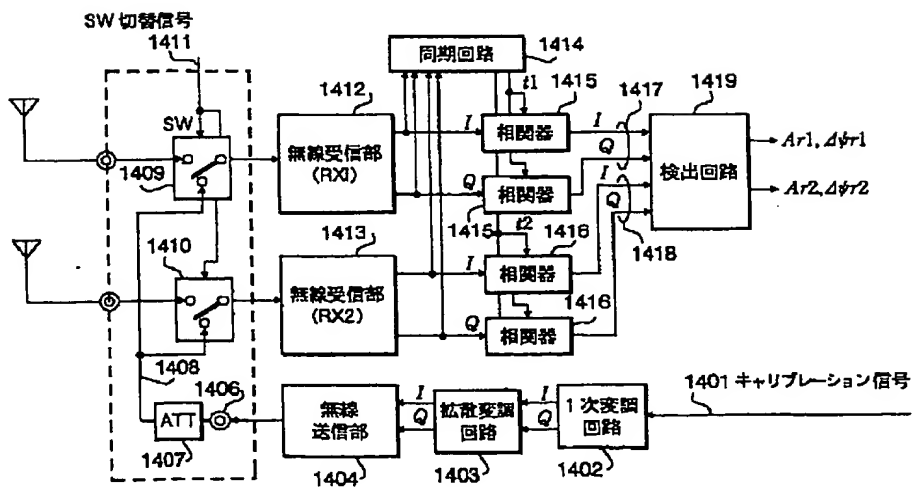 SW 切替信号
1411
同期回路
1414
t1
1412
1415
1417
1419
SW
無線受信部
(RX1)
I
相関器
I
Q
検出回路
Ar1, Δφr1
1409
Q
相関器
I
Q
Ar2, Δφr2
1415
t2
1416
1418
1410
1413
無線受信部
(RX2)
I
相関器
1416
Q
相関器
1408
1406
ATT
1407
無線
送信部
1404
I
Q
拡散変調
回路
1403
I
Q
1次変調
回路
1402
1401 キャリブレーション信号